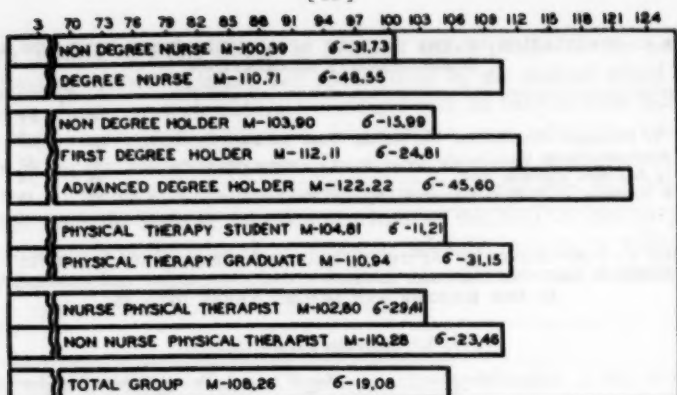 3 70 73 76 79 82 85 88 91 94 97 100 103 106 109 112 115 118 121 124
NON DEGREE NURSE M-100,39 σ-31,73
DEGREE NURSE M-110,71 σ-48,55
NON DEGREE HOLDER M-103,90 σ-15,99
FIRST DEGREE HOLDER M-112,11 σ-24,81
ADVANCED DEGREE HOLDER M-122,22 σ-45,60
PHYSICAL THERAPY STUDENT M-104,81 σ-11,21
PHYSICAL THERAPY GRADUATE M-110,94 σ-31,15
NURSE PHYSICAL THERAPIST M-102,80 σ-29,41
NON NURSE PHYSICAL THERAPIST M-110,28 σ-23,46
TOTAL GROUP M-108,26 σ-19,08